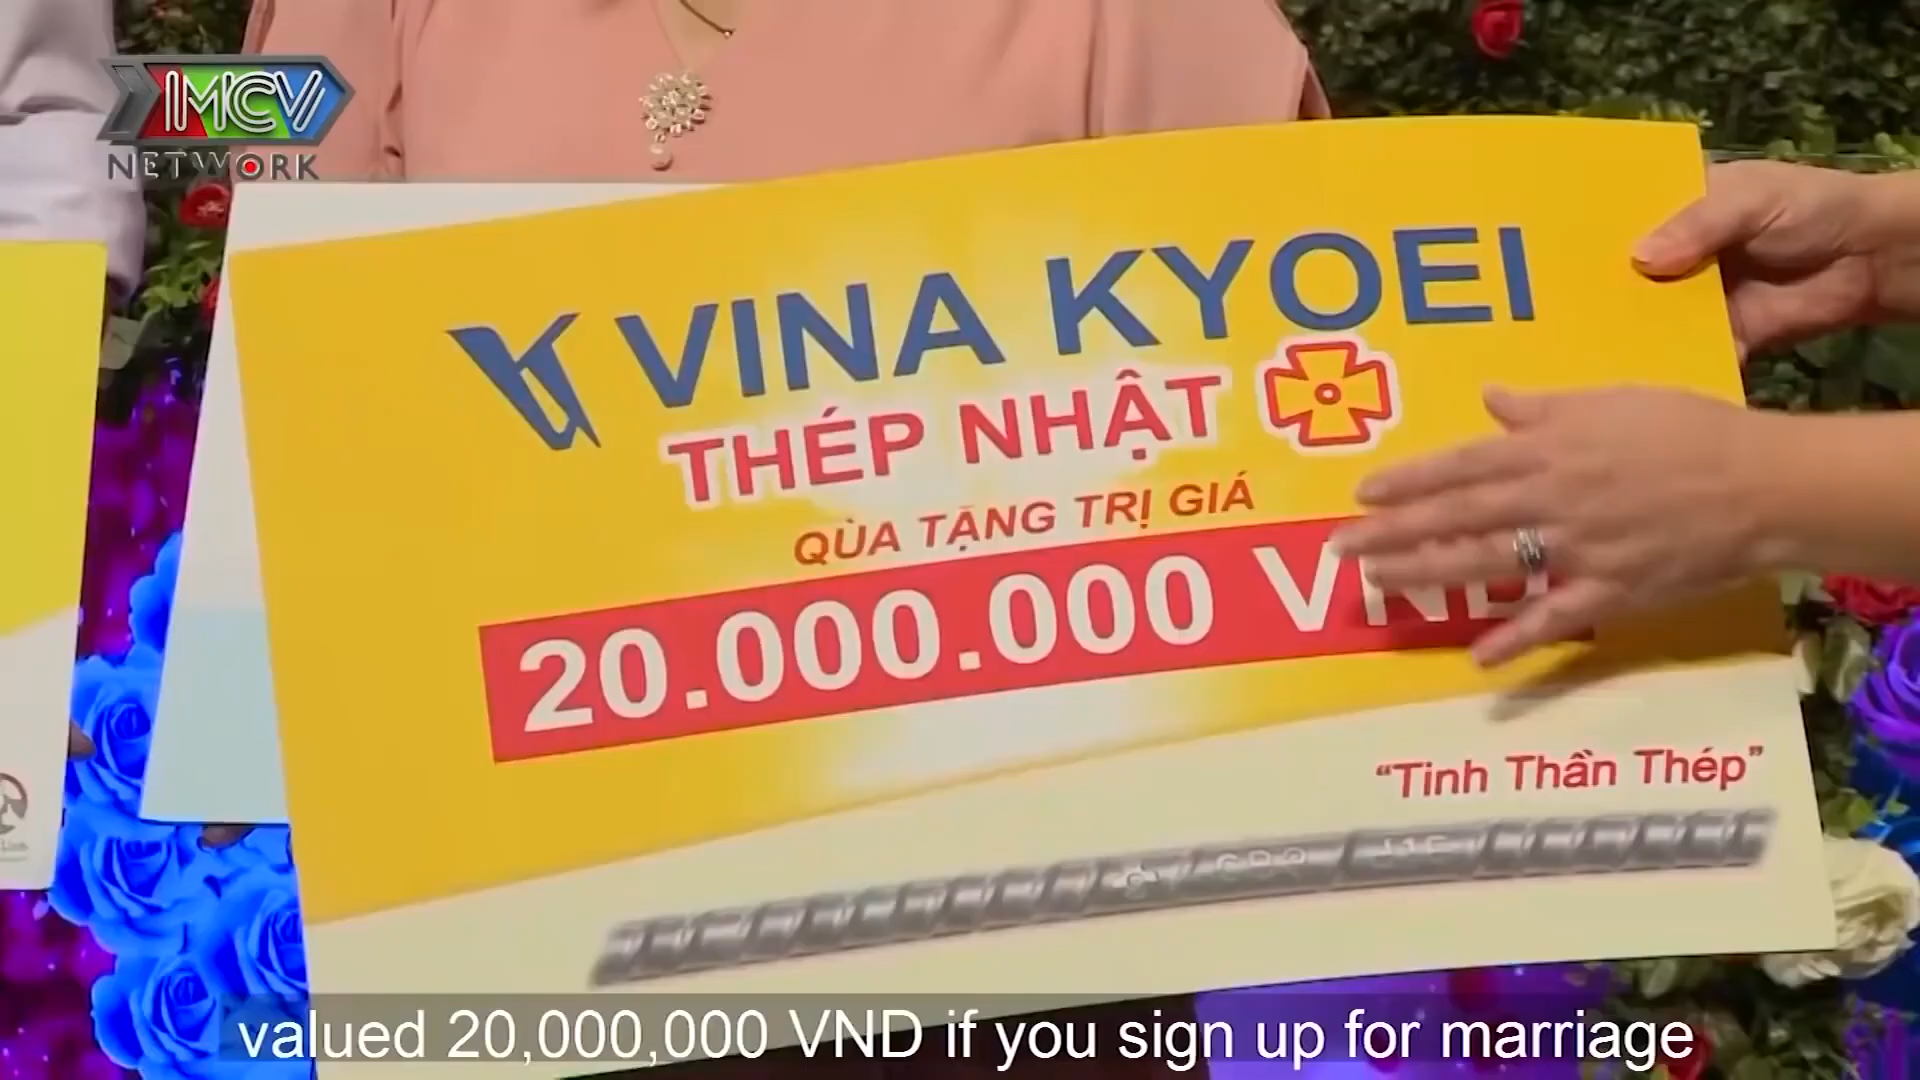 MCV
NETWORK
VINA KYOEI
THÉP NHẬT
QÙA TẶNG TRỊ GIÁ
20.000.000 VND
“Tinh Thần Thép”
valued 20,000,000 VND if you sign up for marriage